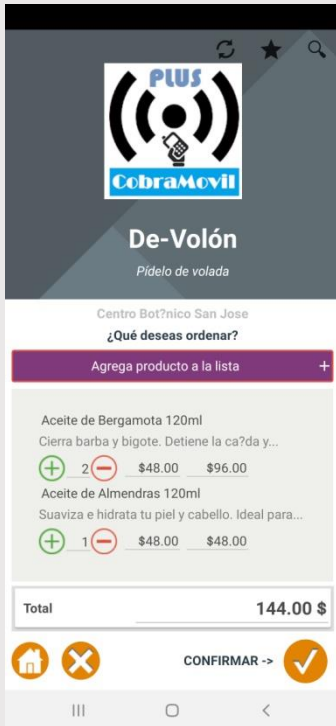 PLUS
CobraMovil
De-Volón
Pídelo de volada
Centro Bot?nico San Jose
¿Qué deseas ordenar?
Agrega producto a la lista +
Aceite de Bergamota 120ml
Cierra barba y bigote. Detiene la ca?da y...
2 $48.00 $96.00
Aceite de Almendras 120ml
Suaviza e hidrata tu piel y cabello. Ideal para...
1 $48.00 $48.00
Total 144.00 $
CONFIRMAR ->